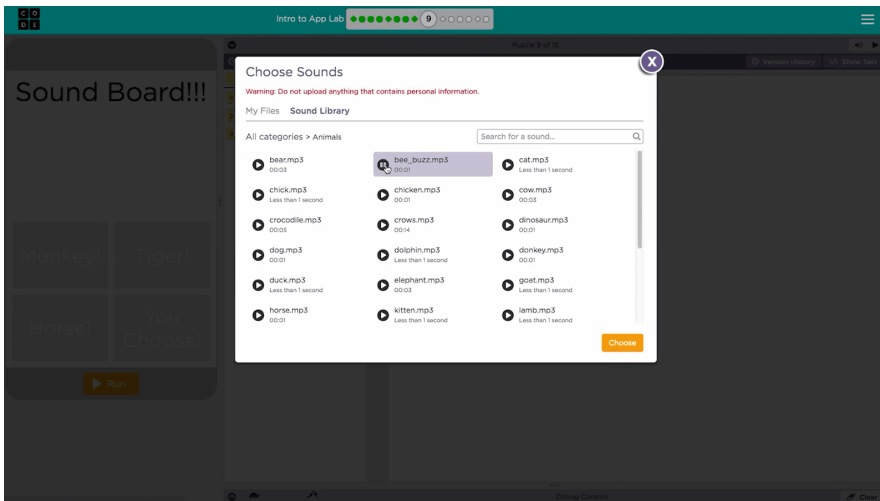 C O
D E
Intro to App Lab
9
Puzzle 9 of 15
Version History
Show Text
Sound Board!!!
Choose Sounds
X
Warning: Do not upload anything that contains personal information.
My Files Sound Library
All categories > Animals
Search for a sound...
bear.mp3 bee_buzz.mp3 cat.mp3
00:03 00:01 Less than 1 second
chick.mp3 chicken.mp3 cow.mp3
Less than 1 second 00:01 00:03
crocodile.mp3 crows.mp3 dinosaur.mp3
00:05 00:14 00:01
dog.mp3 dolphin.mp3 donkey.mp3
00:01 Less than 1 second 00:01
duck.mp3 elephant.mp3 goat.mp3
Less than 1 second 00:03 Less than 1 second
horse.mp3 kitten.mp3 lamb.mp3
00:01 Less than 1 second Less than 1 second
Choose
Monkey! Tiger!
Horse! You
Choose!
Run
Debug Console
Clear